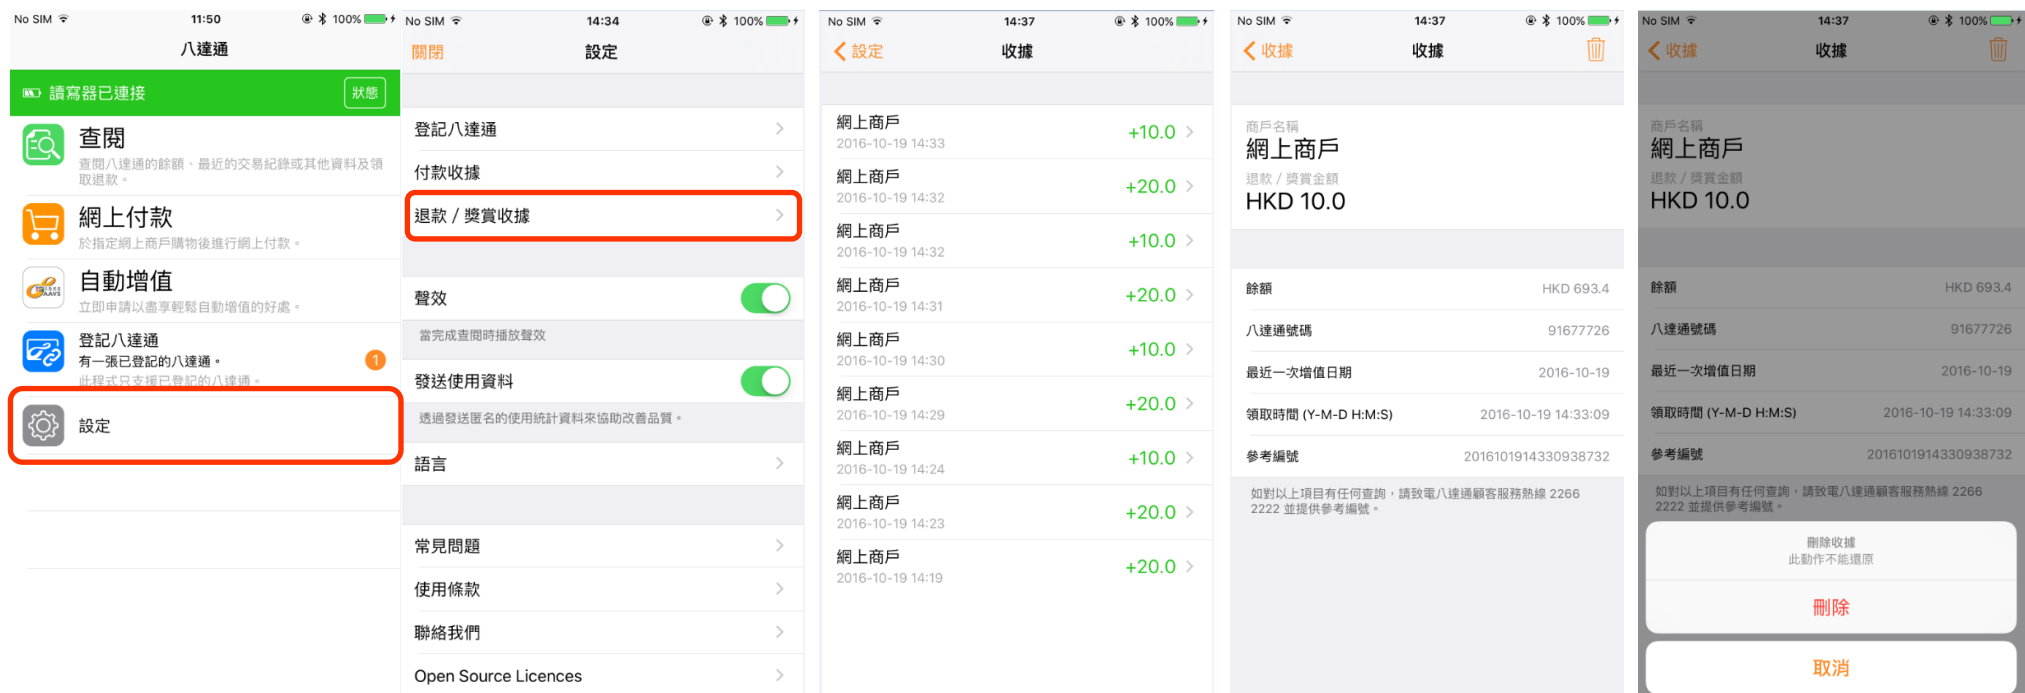 No SIM 11:50 100%
八達通
讀寫器已連接 狀態
查閱
查閱八達通的餘額、最近的交易紀錄或其他資料及領
取退款。
網上付款
於指定網上商戶購物後進行網上付款。
自動增值
立即申請以盡享輕鬆自動增值的好處。
登記八達通
有一張已登記的八達通。
1
此程式只支援已登記的八達通。
設定
No SIM 14:34 100%
關閉 設定
登記八達通
付款收據
退款 / 獎賞收據
聲效
當完成查閱時播放聲效
發送使用資料
透過發送匿名的使用統計資料來協助改善品質。
語言
常見問題
使用條款
聯絡我們
Open Source Licences
No SIM 14:37 100%
設定 收據
網上商戶 +10.0
2016-10-19 14:33
網上商戶 +20.0
2016-10-19 14:32
網上商戶 +10.0
2016-10-19 14:32
網上商戶 +20.0
2016-10-19 14:31
網上商戶 +10.0
2016-10-19 14:30
網上商戶 +20.0
2016-10-19 14:29
網上商戶 +10.0
2016-10-19 14:24
網上商戶 +20.0
2016-10-19 14:23
網上商戶 +20.0
2016-10-19 14:19
No SIM 14:37 100%
收據 收據
商戶名稱
網上商戶
退款 / 獎賞金額
HKD 10.0
餘額 HKD 693.4
八達通號碼 91677726
最近一次增值日期 2016-10-19
領取時間 (Y-M-D H:M:S) 2016-10-19 14:33:09
參考編號 2016101914330938732
如對以上項目有任何查詢，請致電八達通顧客服務熱線 2266
2222 並提供參考編號。
No SIM 14:37 100%
收據 收據
商戶名稱
網上商戶
退款 / 獎賞金額
HKD 10.0
餘額 HKD 693.4
八達通號碼 91677726
最近一次增值日期 2016-10-19
領取時間 (Y-M-D H:M:S) 2016-10-19 14:33:09
參考編號 2016101914330938732
如對以上項目有任何查詢，請致電八達通顧客服務熱線 2266
2222 並提供參考編號。
刪除收據
此動作不能還原
刪除
取消